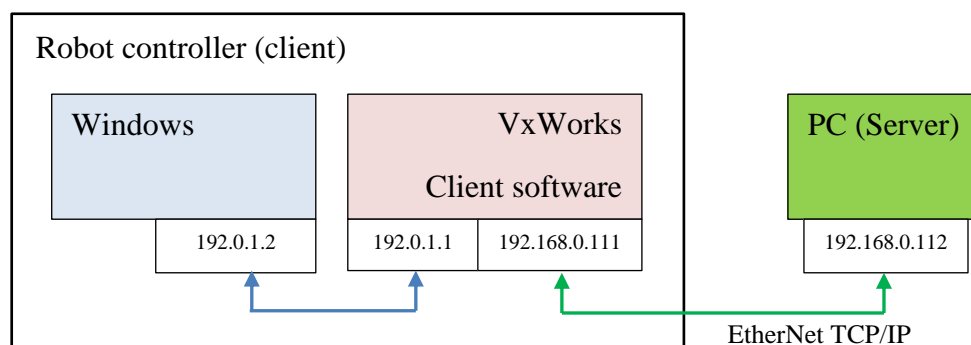 Robot controller (client)
Windows
VxWorks
Client software
PC (Server)
192.0.1.2
192.0.1.1
192.168.0.111
192.168.0.112
EtherNet TCP/IP